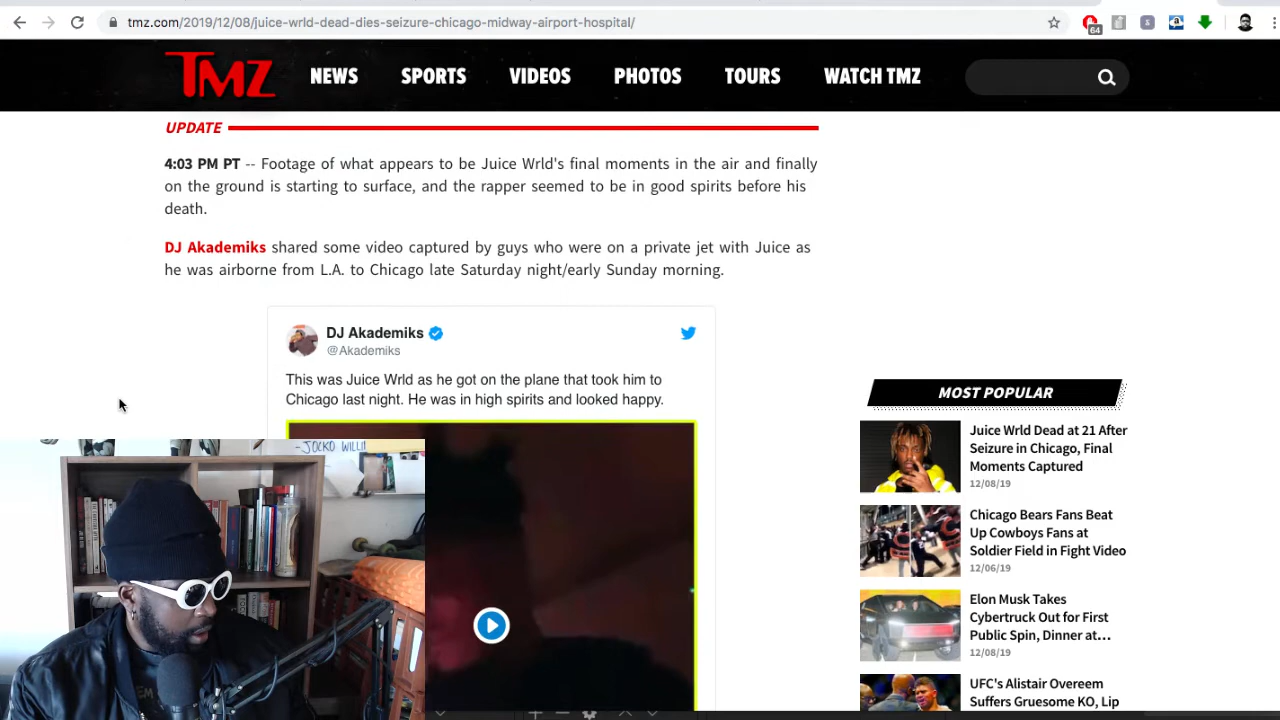 tmz.com/2019/12/08/juice-wrld-dead-dies-seizure-chicago-midway-airport-hospital/
64
TMZ
NEWS
SPORTS
VIDEOS
PHOTOS
TOURS
WATCH TMZ
UPDATE
4:03 PM PT -- Footage of what appears to be Juice Wrld's final moments in the air and finally
on the ground is starting to surface, and the rapper seemed to be in good spirits before his
death.
DJ Akademiks shared some video captured by guys who were on a private jet with Juice as
he was airborne from L.A. to Chicago late Saturday night/early Sunday morning.
DJ Akademiks
@Akademiks
This was Juice Wrld as he got on the plane that took him to
Chicago last night. He was in high spirits and looked happy.
- JOCKO WILLI
MOST POPULAR
Juice Wrld Dead at 21 After
Seizure in Chicago, Final
Moments Captured
12/08/19
Chicago Bears Fans Beat
Up Cowboys Fans at
Soldier Field in Fight Video
12/06/19
Elon Musk Takes
Cybertruck Out for First
Public Spin, Dinner at...
12/08/19
UFC's Alistair Overeem
Suffers Gruesome KO, Lip